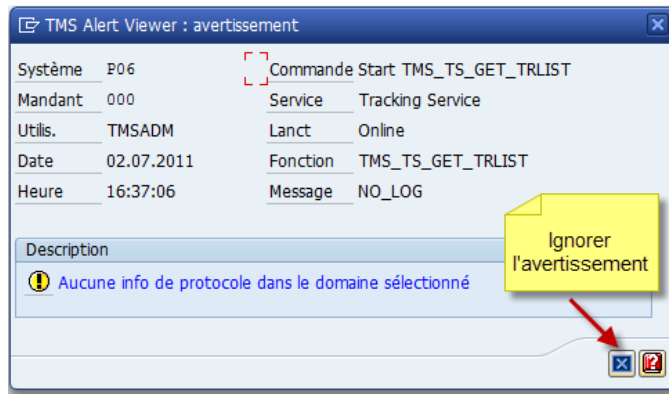 TMS Alert Viewer : avertissement
Système P06 Commande Start TMS_TS_GET_TRLIST
Mandant 000 Service Tracking Service
Utilis. TMSADM Lanct Online
Date 02.07.2011 Fonction TMS_TS_GET_TRLIST
Heure 16:37:06 Message NO_LOG
Ignorer
l'avertissement
Description
Aucune info de protocole dans le domaine sélectionné